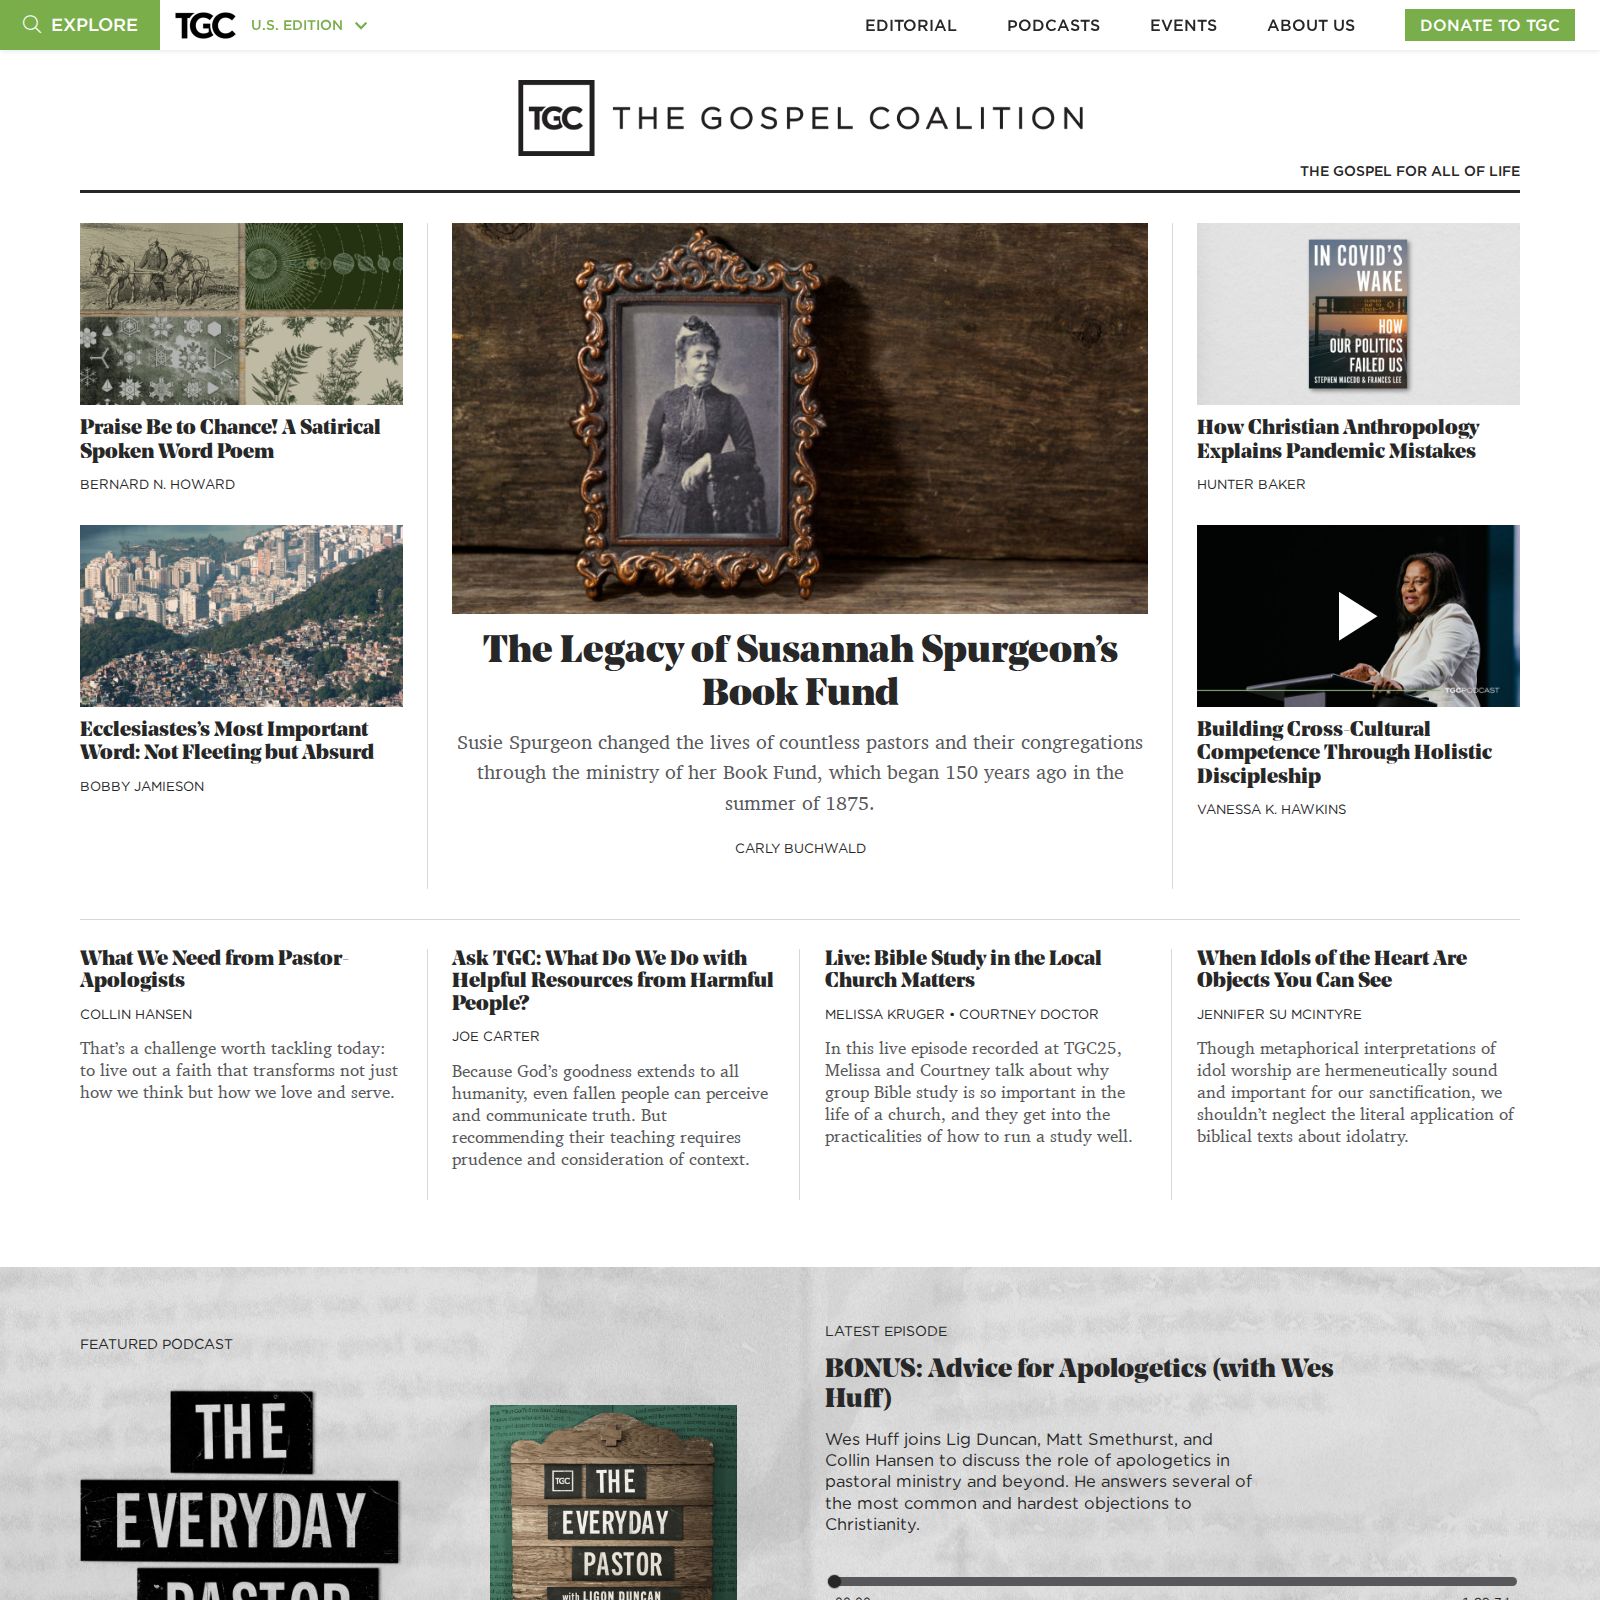 EXPLORE
TGC
U.S. EDITION
EDITORIAL
PODCASTS
EVENTS
ABOUT US
DONATE TO TGC
TGC THE GOSPEL COALITION
THE GOSPEL FOR ALL OF LIFE
Praise Be to Chance! A Satirical
Spoken Word Poem
BERNARD N. HOWARD
Ecclesiastes’s Most Important
Word: Not Fleeting but Absurd
BOBBY JAMIESON
The Legacy of Susannah Spurgeon’s
Book Fund
Susie Spurgeon changed the lives of countless pastors and their congregations
through the ministry of her Book Fund, which began 150 years ago in the
summer of 1875.
CARLY BUCHWALD
IN COVID’S
WAKE
HOW
OUR POLITICS
FAILED US
STEPHEN MACEDO & FRANCES LEE
How Christian Anthropology
Explains Pandemic Mistakes
HUNTER BAKER
TGCPODCAST
Building Cross-Cultural
Competence Through Holistic
Discipleship
VANESSA K. HAWKINS
What We Need from Pastor-
Apologists
COLLIN HANSEN
That’s a challenge worth tackling today:
to live out a faith that transforms not just
how we think but how we love and serve.
Ask TGC: What Do We Do with
Helpful Resources from Harmful
People?
JOE CARTER
Because God’s goodness extends to all
humanity, even fallen people can perceive
and communicate truth. But
recommending their teaching requires
prudence and consideration of context.
Live: Bible Study in the Local
Church Matters
MELISSA KRUGER • COURTNEY DOCTOR
In this live episode recorded at TGC25,
Melissa and Courtney talk about why
group Bible study is so important in the
life of a church, and they get into the
practicalities of how to run a study well.
When Idols of the Heart Are
Objects You Can See
JENNIFER SU MCINTYRE
Though metaphorical interpretations of
idol worship are hermeneutically sound
and important for our sanctification, we
shouldn’t neglect the literal application of
biblical texts about idolatry.
FEATURED PODCAST
THE
EVERYDAY
PASTOR
TGC THE
EVERYDAY
PASTOR
with LIGON DUNCAN
LATEST EPISODE
BONUS: Advice for Apologetics (with Wes
Huff)
Wes Huff joins Lig Duncan, Matt Smethurst, and
Collin Hansen to discuss the role of apologetics in
pastoral ministry and beyond. He answers several of
the most common and hardest objections to
Christianity.